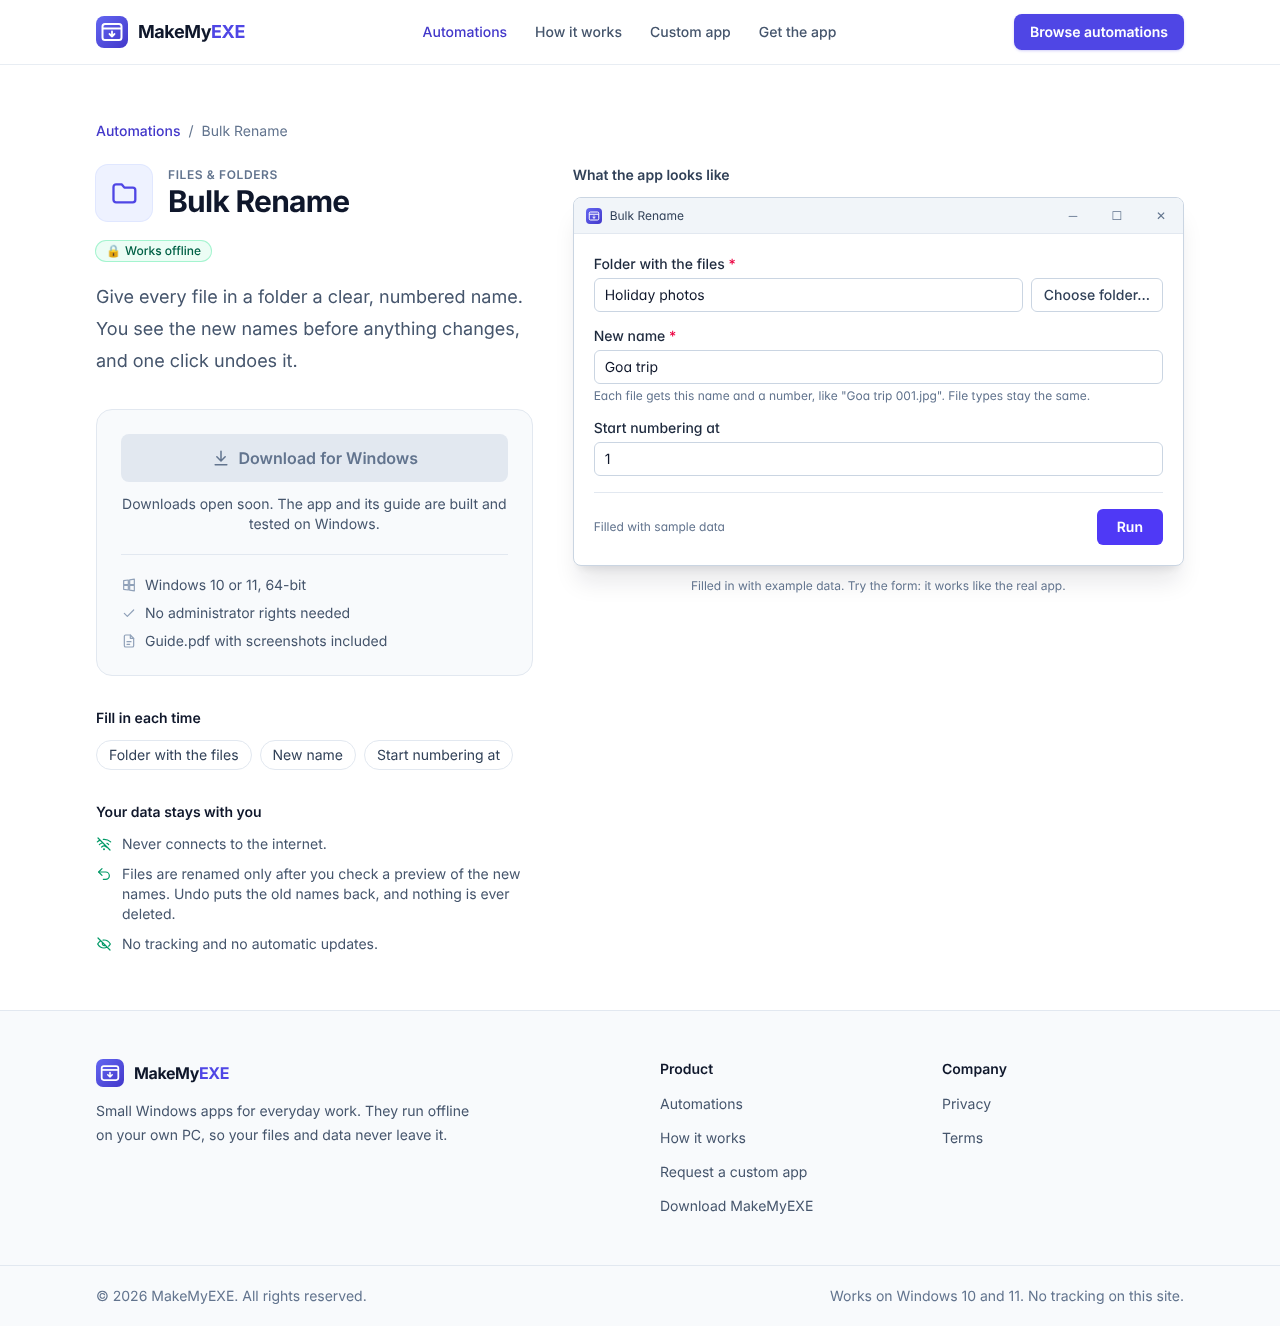 MakeMyEXE
Automations
How it works
Custom app
Get the app
Browse automations
Automations / Bulk Rename
FILES & FOLDERS
Bulk Rename
🔒 Works offline
Give every file in a folder a clear, numbered name.
You see the new names before anything changes,
and one click undoes it.
Download for Windows
Downloads open soon. The app and its guide are built and
tested on Windows.
Windows 10 or 11, 64-bit
No administrator rights needed
Guide.pdf with screenshots included
Fill in each time
Folder with the files
New name
Start numbering at
Your data stays with you
Never connects to the internet.
Files are renamed only after you check a preview of the new
names. Undo puts the old names back, and nothing is ever
deleted.
No tracking and no automatic updates.
What the app looks like
Bulk Rename
Folder with the files *
Holiday photos
Choose folder...
New name *
Goa trip
Each file gets this name and a number, like "Goa trip 001.jpg". File types stay the same.
Start numbering at
1
Filled with sample data
Run
Filled in with example data. Try the form: it works like the real app.
MakeMyEXE
Small Windows apps for everyday work. They run offline
on your own PC, so your files and data never leave it.
Product
Automations
How it works
Request a custom app
Download MakeMyEXE
Company
Privacy
Terms
© 2026 MakeMyEXE. All rights reserved.
Works on Windows 10 and 11. No tracking on this site.